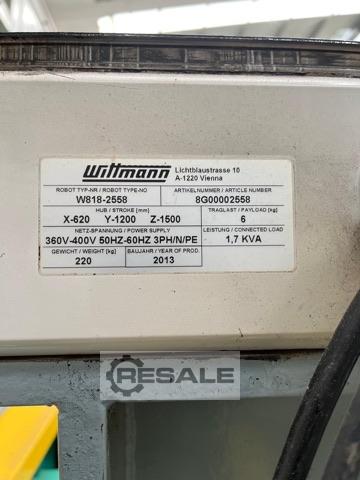 Wittmann
Lichtblaustrasse 10
A-1220 Vienna
ROBOT TYP-NR / ROBOT TYPE-NO
ARTIKELNUMMER / ARTICLE NUMBER
W818-2558
8G00002558
HUB / STROKE [mm]
TRAGLAST / PAYLOAD [kg]
X-620 Y-1200 Z-1500
6
NETZ-SPANNUNG / POWER SUPPLY
LEISTUNG / CONNECTED LOAD
360V-400V 50HZ-60HZ 3PH/N/PE
1,7 KVA
GEWICHT / WEIGHT [kg]
BAUJAHR / YEAR OF PROD.
220
2013
RESALE